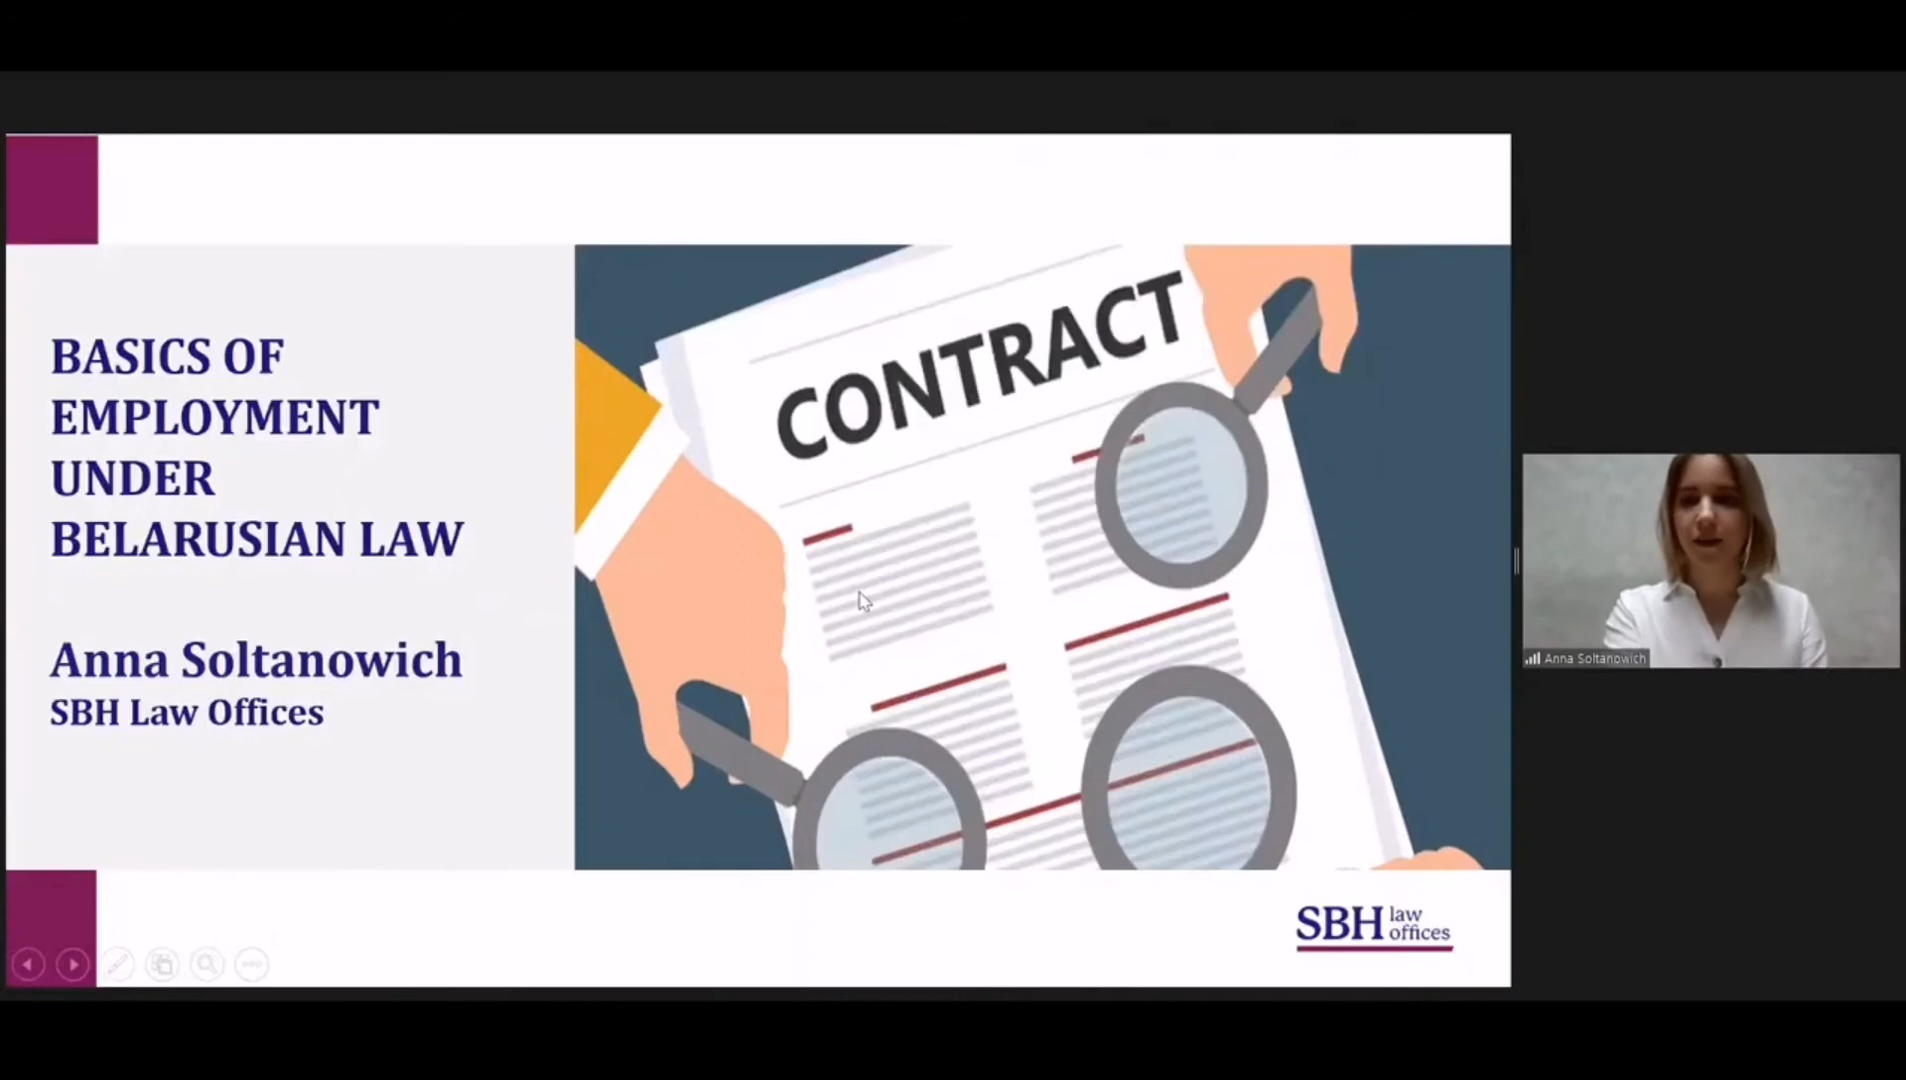 BASICS OF
EMPLOYMENT
UNDER
BELARUSIAN LAW
Anna Soltanowich
SBH Law Offices
CONTRACT
SBH law
offices
Anna Soltanowich